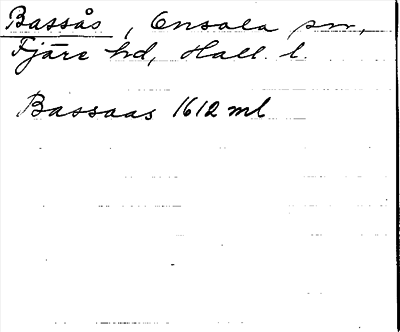 Bassås, Onsala sn,
Fjäre hd, Hall. l.
Bassaas 1612 ml